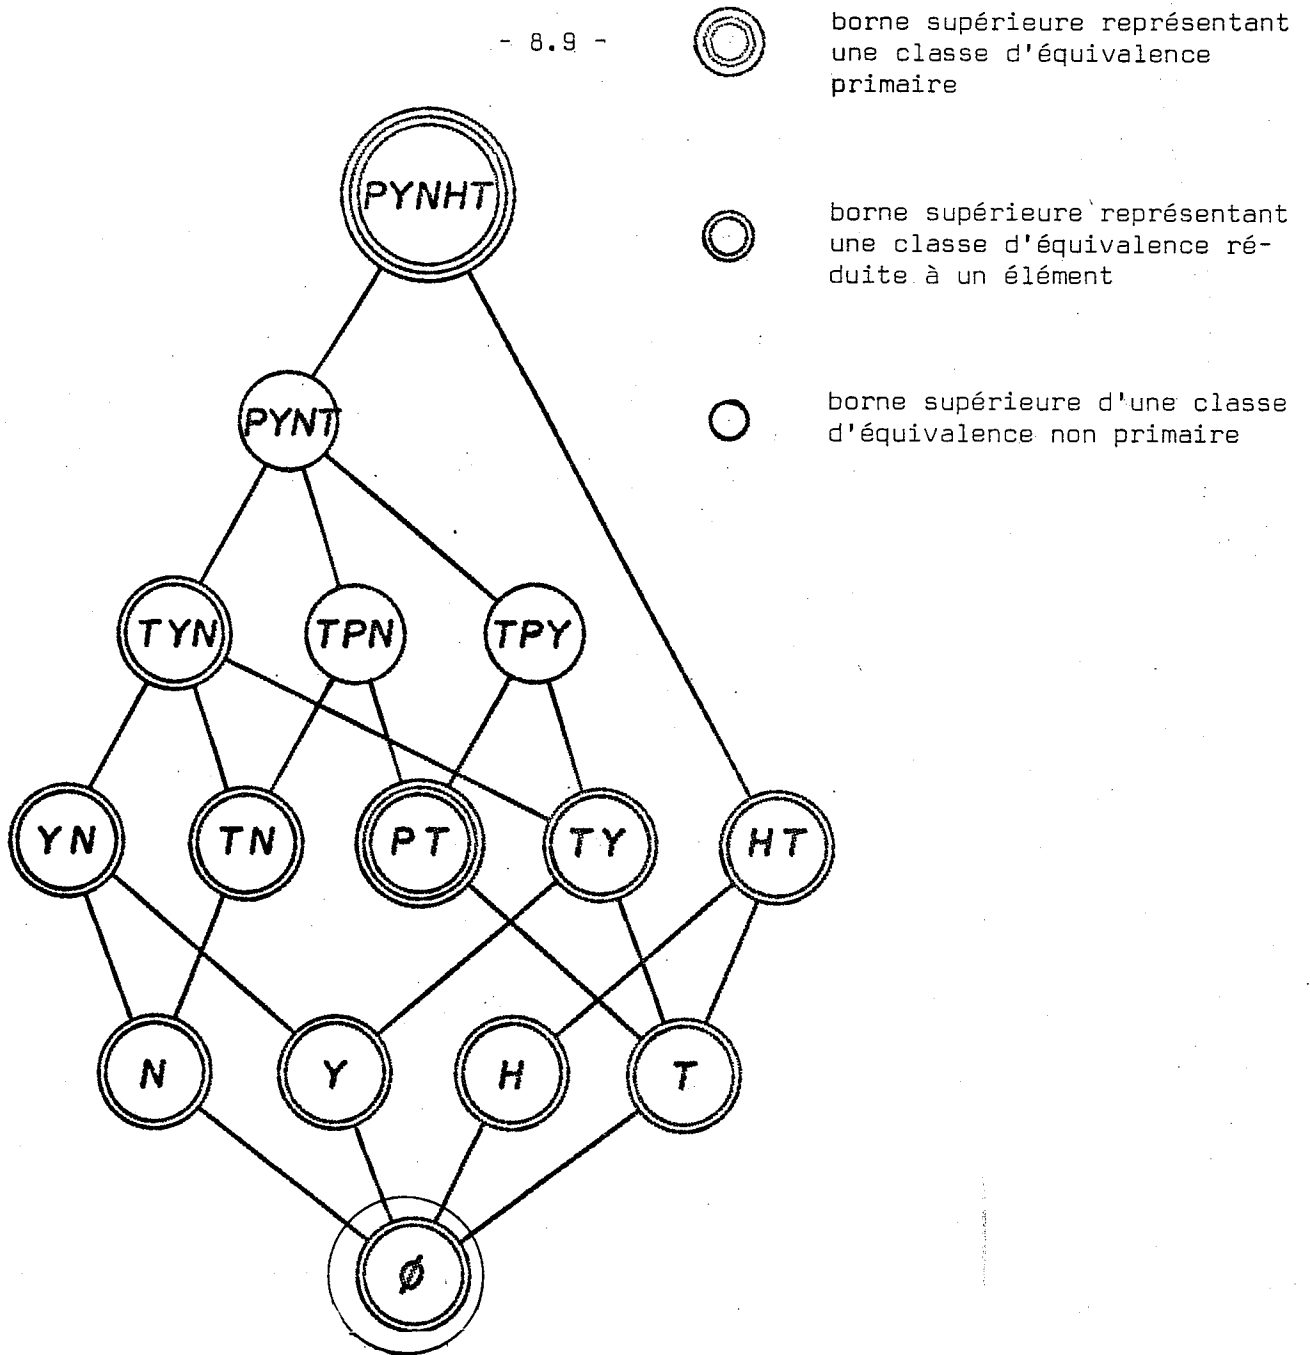 - 8.9 -
borne supérieure représentant
une classe d'équivalence
primaire
borne supérieure représentant
une classe d'équivalence ré-
duite à un élément
borne supérieure d'une classe
d'équivalence non primaire
PYNHT
PYNT
TYN TPN TPY
YN TN PT TY HT
N Y H T
ø